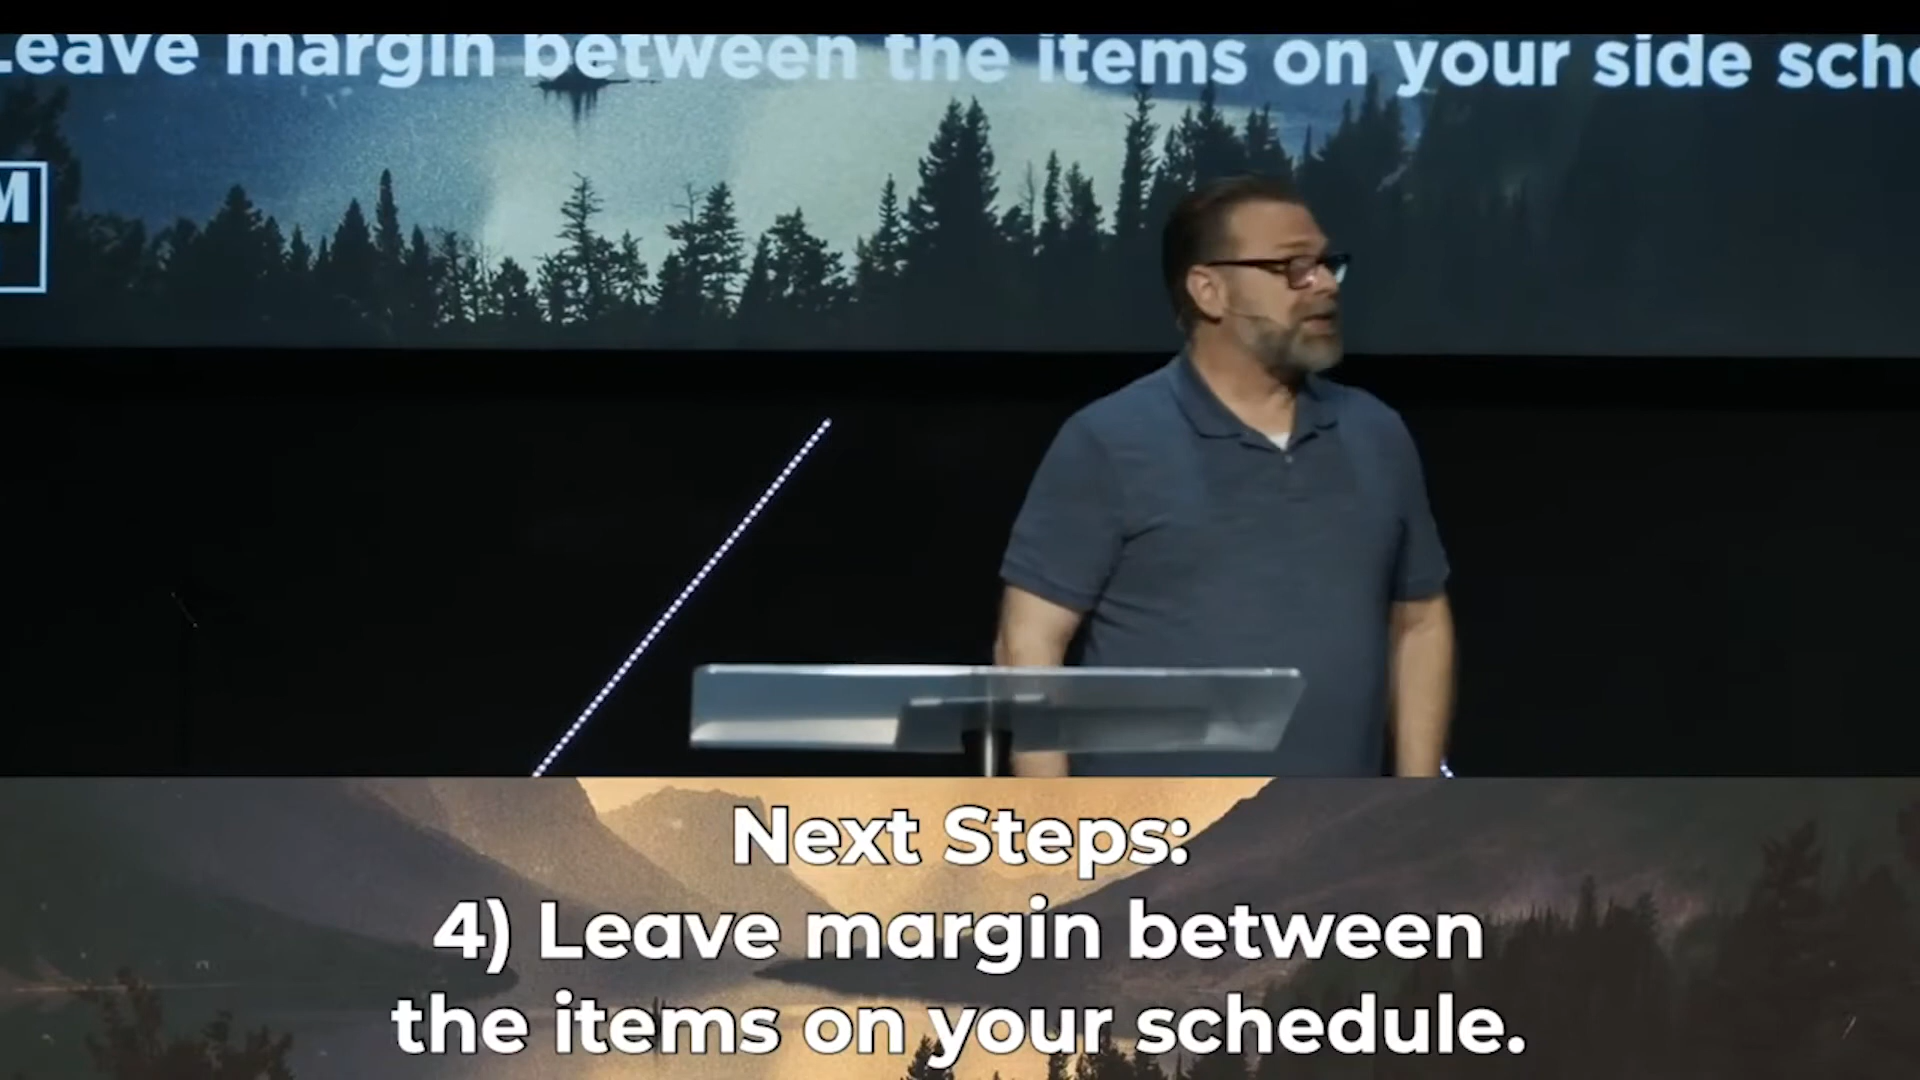 Leave margin between the items on your side sche
M
Next Steps:
4) Leave margin between
the items on your schedule.